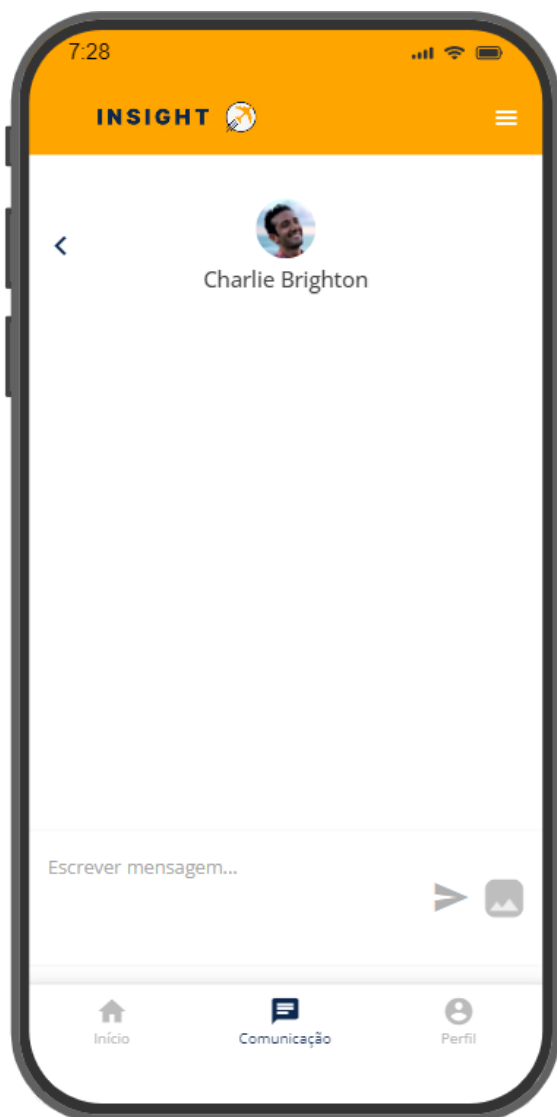 7:28
INSIGHT
Charlie Brighton
Escrever mensagem...
Início
Comunicação
Perfil